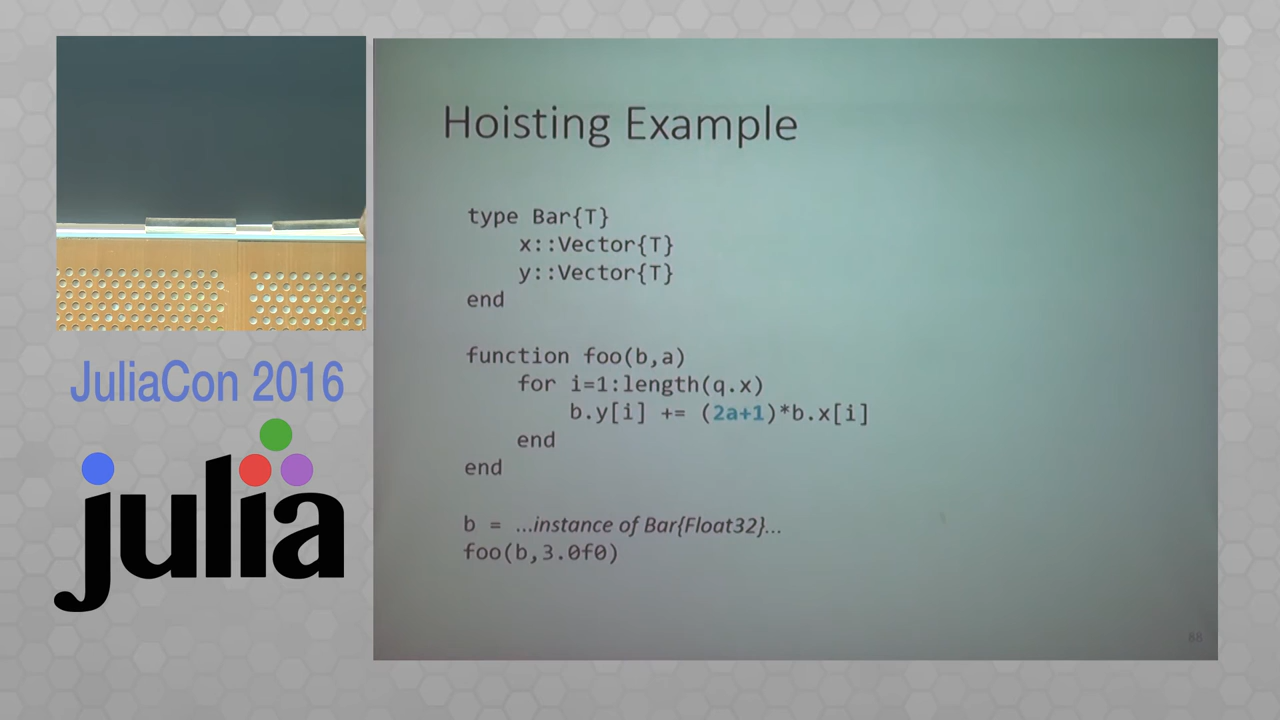 JuliaCon 2016
julia
Hoisting Example
type Bar{T}
x::Vector{T}
y::Vector{T}
end
function foo(b,a)
for i=1:length(q.x)
b.y[i] += (2a+1)*b.x[i]
end
end
b = …instance of Bar{Float32}…
foo(b,3.0f0)
88